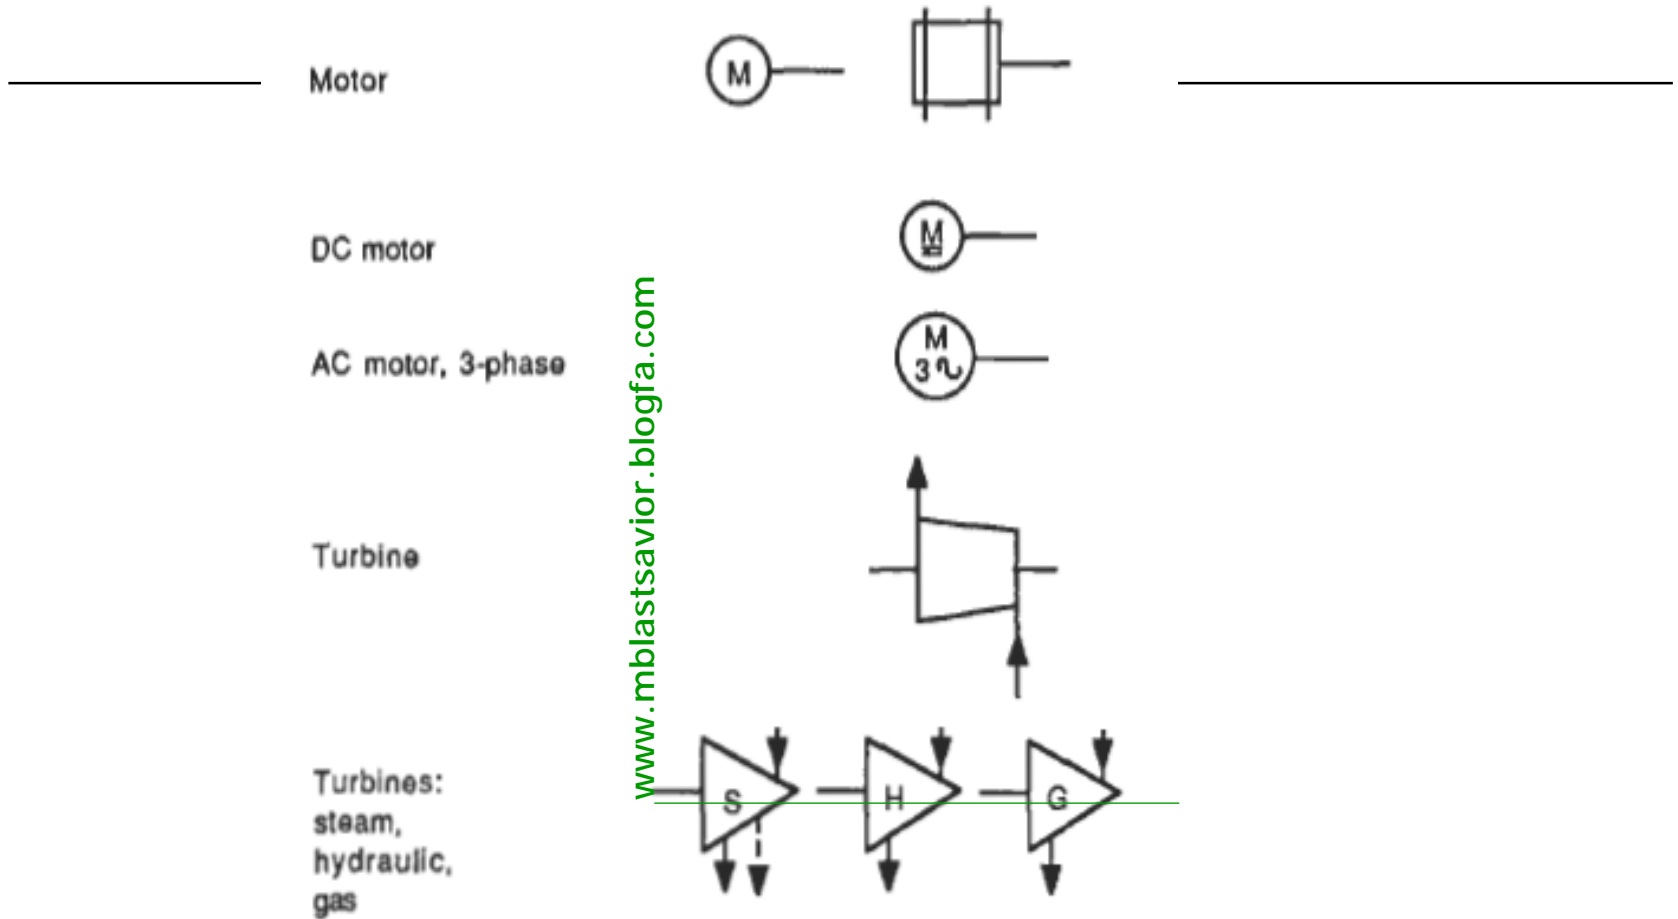 Motor
M
DC motor
M
AC motor, 3-phase
M
3
www.mblastsavior.blogfa.com
Turbine
Turbines:
steam,
hydraulic,
gas
S
H
G